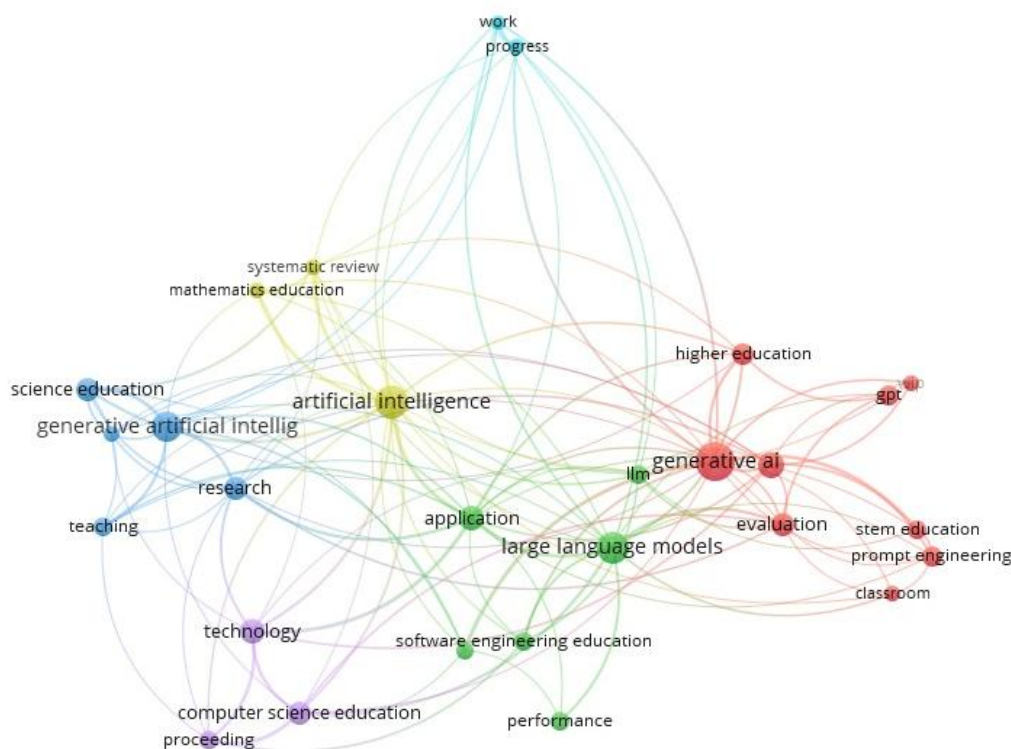 work
progress
systematic review
mathematics education
higher education
science education
gpt
artificial intelligence
generative artificial intellig
generative ai
llm
research
application
evaluation
teaching
stem education
large language models
prompt engineering
classroom
technology
software engineering education
computer science education
performance
proceeding